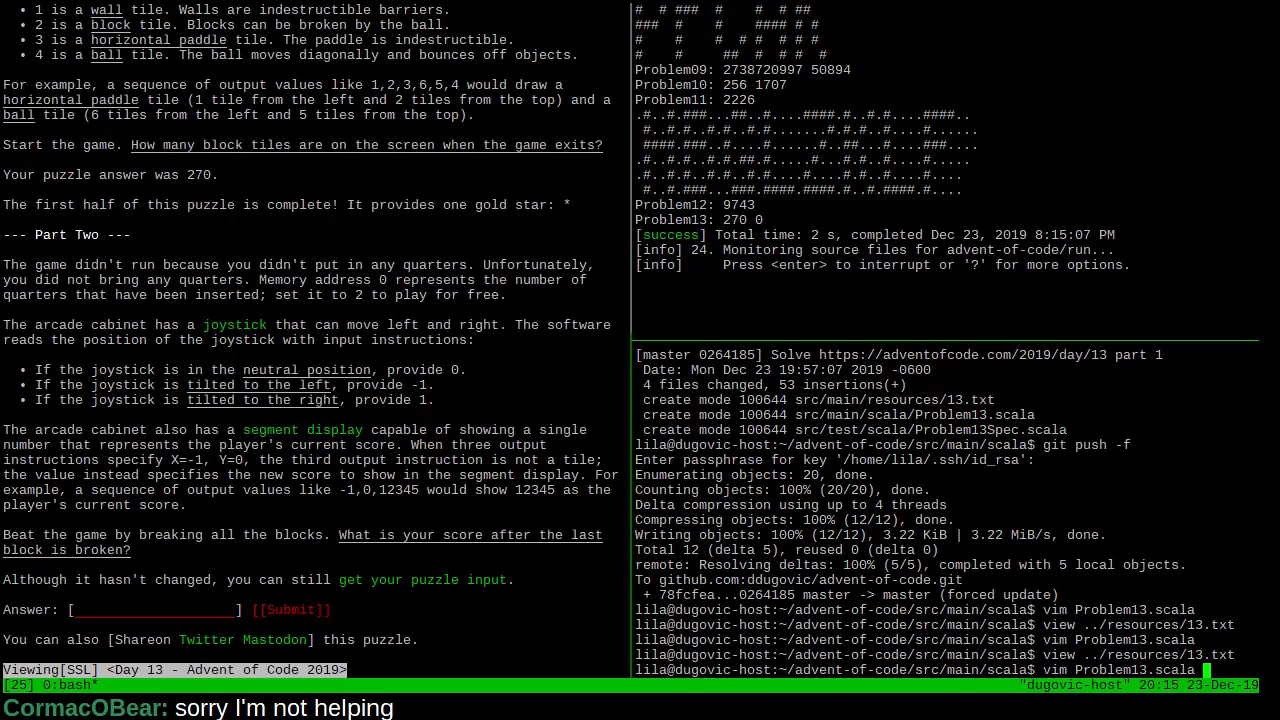 • 1 is a wall tile. Walls are indestructible barriers.
• 2 is a block tile. Blocks can be broken by the ball.
• 3 is a horizontal paddle tile. The paddle is indestructible.
• 4 is a ball tile. The ball moves diagonally and bounces off objects.
For example, a sequence of output values like 1,2,3,6,5,4 would draw a
horizontal paddle tile (1 tile from the left and 2 tiles from the top) and a
ball tile (6 tiles from the left and 5 tiles from the top).
Start the game. How many block tiles are on the screen when the game exits?
Your puzzle answer was 270.
The first half of this puzzle is complete! It provides one gold star: *
--- Part Two ---
The game didn't run because you didn't put in any quarters. Unfortunately,
you did not bring any quarters. Memory address 0 represents the number of
quarters that have been inserted; set it to 2 to play for free.
The arcade cabinet has a joystick that can move left and right. The software
reads the position of the joystick with input instructions:
• If the joystick is in the neutral position, provide 0.
• If the joystick is tilted to the left, provide -1.
• If the joystick is tilted to the right, provide 1.
The arcade cabinet also has a segment display capable of showing a single
number that represents the player's current score. When three output
instructions specify X=-1, Y=0, the third output instruction is not a tile;
the value instead specifies the new score to show in the segment display. For
example, a sequence of output values like -1,0,12345 would show 12345 as the
player's current score.
Beat the game by breaking all the blocks. What is your score after the last
block is broken?
Although it hasn't changed, you can still get your puzzle input.
Answer: [____________________] [[Submit]]
You can also [Shareon Twitter Mastodon] this puzzle.
Viewing[SSL] <Day 13 - Advent of Code 2019>
#  # ###  #    #  # ##
###  #    #    #### # #
#    #    #  # #  # # #
#    #     ##  #  # #  #
Problem09: 2738720997 50894
Problem10: 256 1707
Problem11: 2226
.#..#.###...##..#....####.#..#.#....####..
 #..#.#..#.#..#.#.......#.#.#..#....#......
 ####.###..#....#......#..##...#....###....
.#..#.#..#.#.##.#.....#...#.#..#....#.....
.#..#.#..#.#..#.#....#....#.#..#....#....
 #..#.###...###.####.####.#..#.####.#....
Problem12: 9743
Problem13: 270 0
[success] Total time: 2 s, completed Dec 23, 2019 8:15:07 PM
[info] 24. Monitoring source files for advent-of-code/run...
[info]     Press <enter> to interrupt or '?' for more options.
[master 0264185] Solve https://adventofcode.com/2019/day/13 part 1
 Date: Mon Dec 23 19:57:07 2019 -0600
 4 files changed, 53 insertions(+)
 create mode 100644 src/main/resources/13.txt
 create mode 100644 src/main/scala/Problem13.scala
 create mode 100644 src/test/scala/Problem13Spec.scala
lila@dugovic-host:~/advent-of-code/src/main/scala$ git push -f
Enter passphrase for key '/home/lila/.ssh/id_rsa':
Enumerating objects: 20, done.
Counting objects: 100% (20/20), done.
Delta compression using up to 4 threads
Compressing objects: 100% (12/12), done.
Writing objects: 100% (12/12), 3.22 KiB | 3.22 MiB/s, done.
Total 12 (delta 5), reused 0 (delta 0)
remote: Resolving deltas: 100% (5/5), completed with 5 local objects.
To github.com:ddugovic/advent-of-code.git
 + 78fcfea...0264185 master -> master (forced update)
lila@dugovic-host:~/advent-of-code/src/main/scala$ vim Problem13.scala
lila@dugovic-host:~/advent-of-code/src/main/scala$ view ../resources/13.txt
lila@dugovic-host:~/advent-of-code/src/main/scala$ vim Problem13.scala
lila@dugovic-host:~/advent-of-code/src/main/scala$ view ../resources/13.txt
lila@dugovic-host:~/advent-of-code/src/main/scala$ vim Problem13.scala
[25] 0:bash*
"dugovic-host" 20:15 23-Dec-19
CormacOBear: sorry I'm not helping